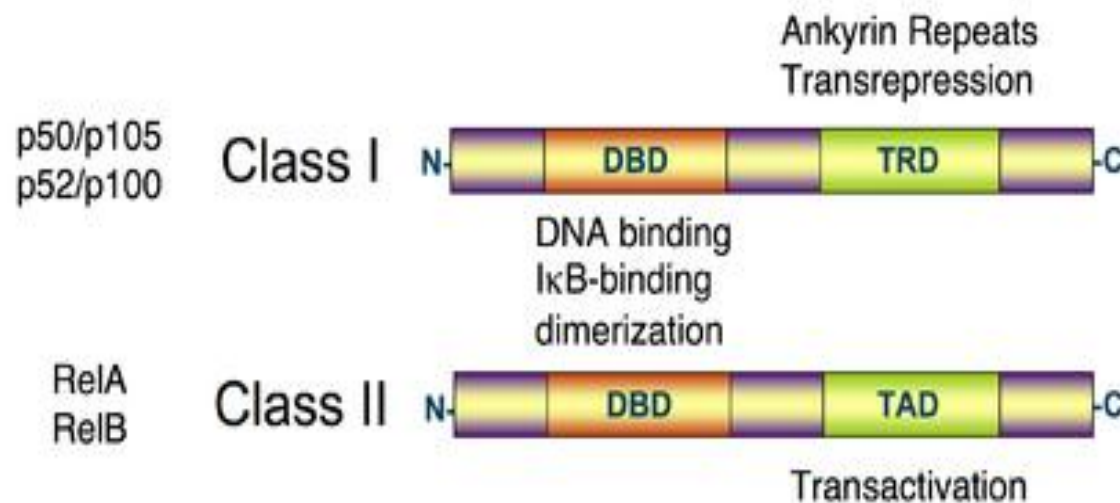 Ankyrin Repeats
Transrepression
p50/p105
p52/p100
Class I
N- DBD TRD -C
DNA binding
IκB-binding
dimerization
RelA
RelB
Class II
N- DBD TAD -C
Transactivation